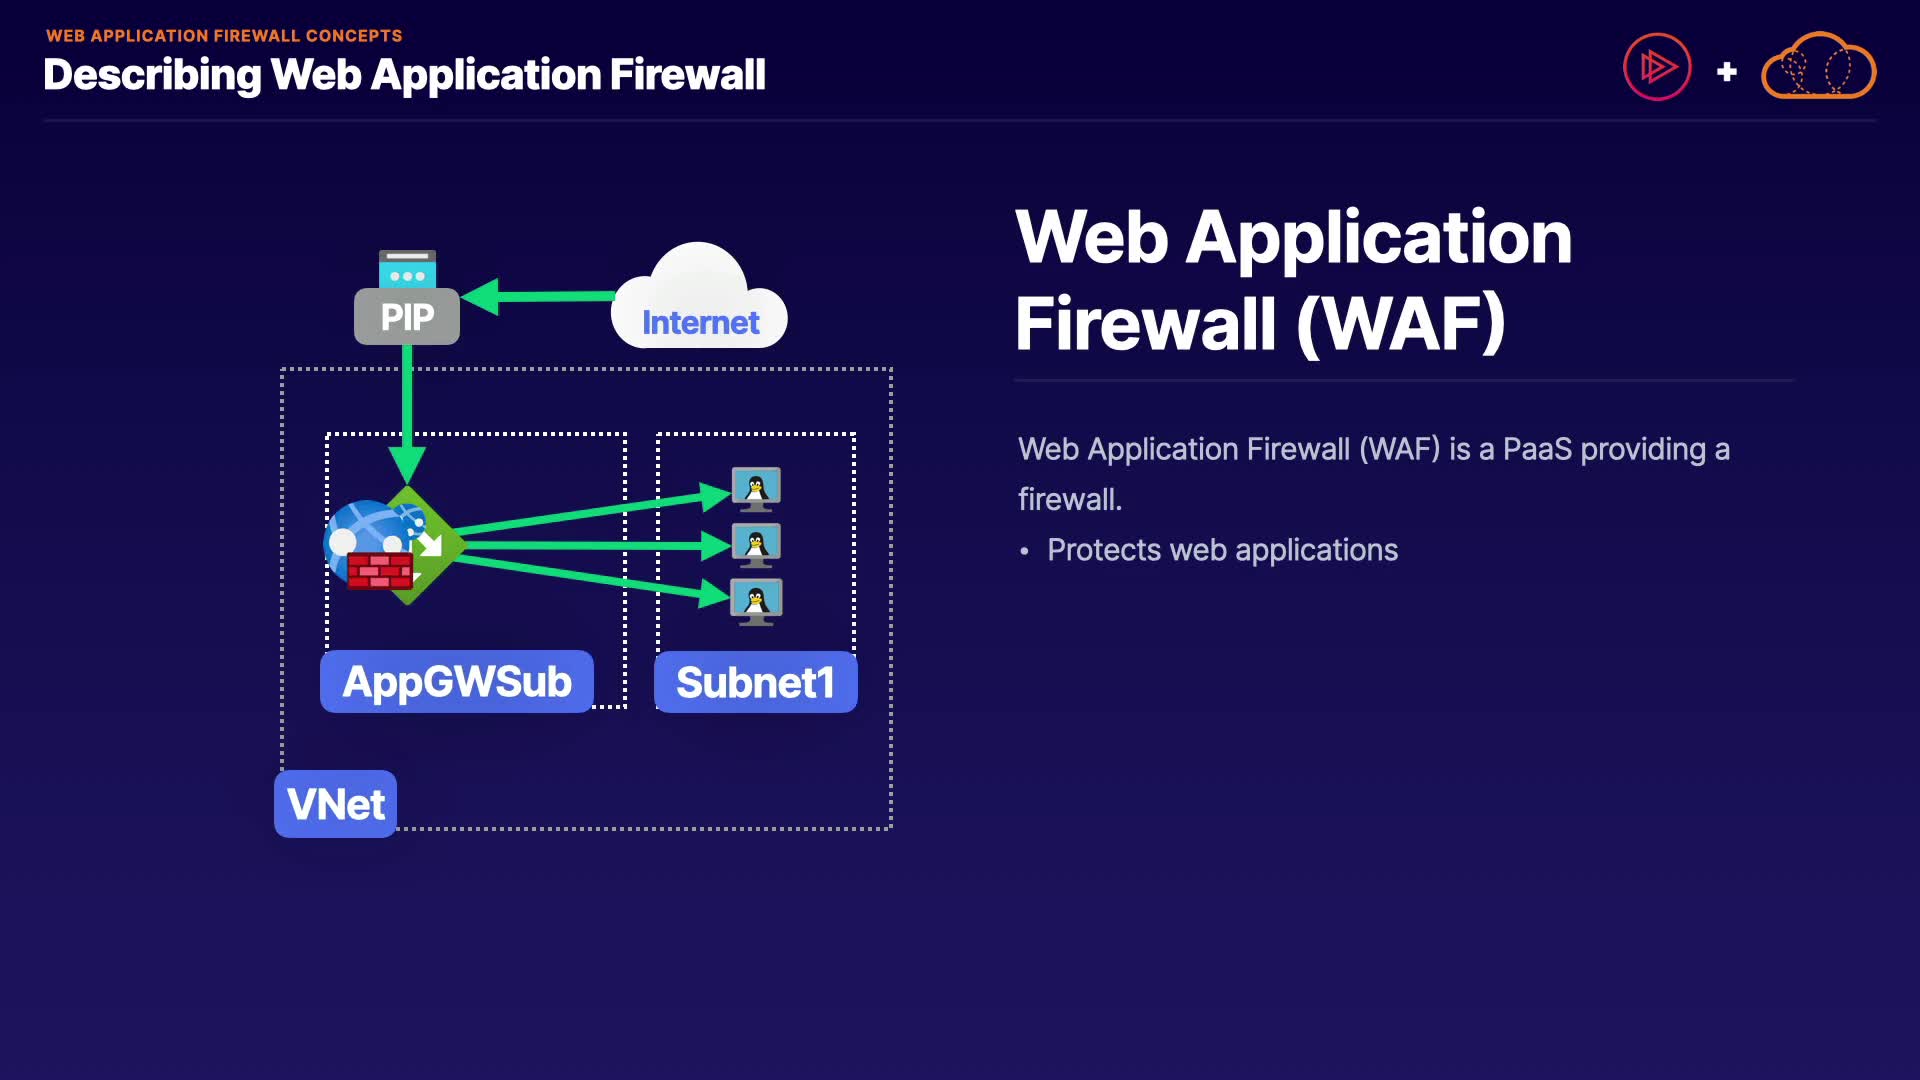 WEB APPLICATION FIREWALL CONCEPTS
Describing Web Application Firewall
PIP
Internet
AppGWSub
Subnet1
VNet
Web Application
Firewall (WAF)
Web Application Firewall (WAF) is a PaaS providing a
firewall.
• Protects web applications